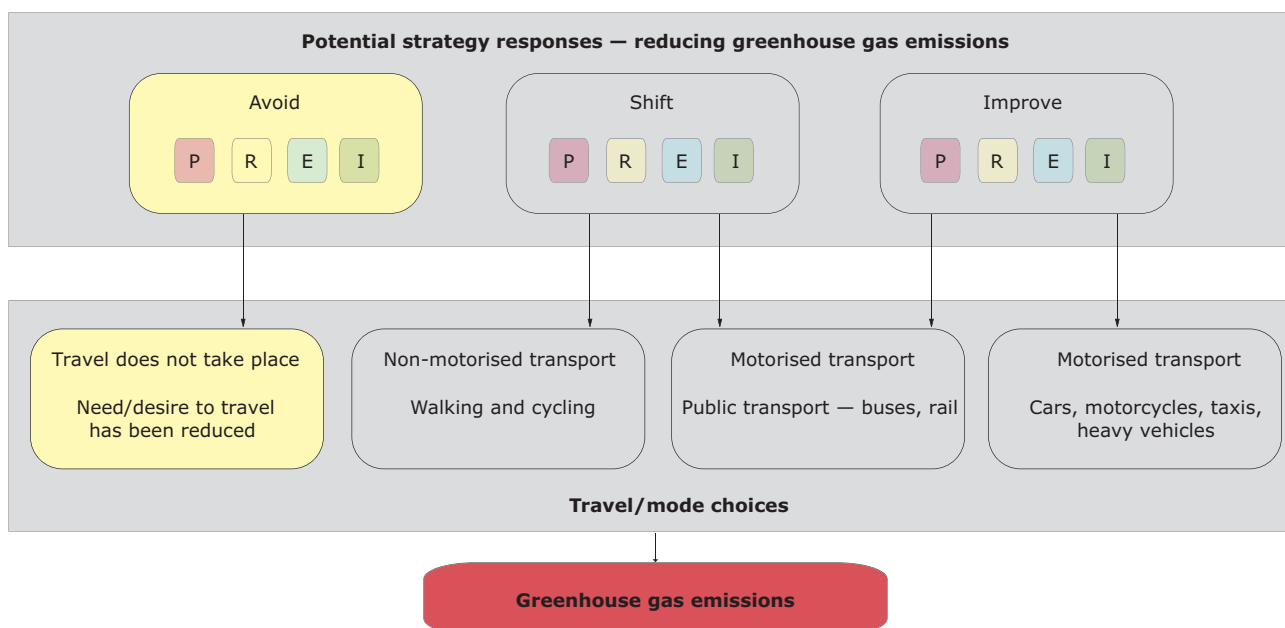 Potential strategy responses — reducing greenhouse gas emissions
Avoid
P R E I
Shift
P R E I
Improve
P R E I
Travel does not take place
Need/desire to travel
has been reduced
Non-motorised transport
Walking and cycling
Motorised transport
Public transport — buses, rail
Motorised transport
Cars, motorcycles, taxis,
heavy vehicles
Travel/mode choices
Greenhouse gas emissions